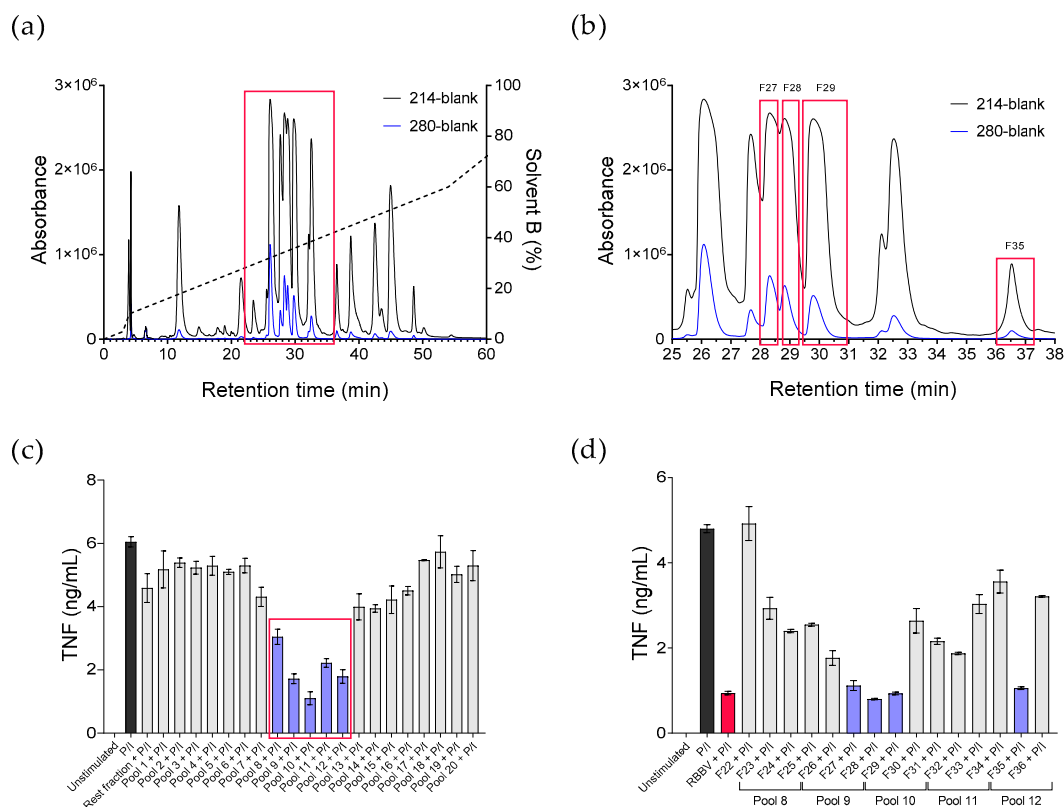 (a)
3×10⁶
2×10⁶
1×10⁶
0
Absorbance
0 10 20 30 40 50 60
Retention time (min)
100
80
60
40
20
0
Solvent B (%)
214-blank
280-blank
(b)
3×10⁶
2×10⁶
1×10⁶
0
Absorbance
F27 F28 F29
214-blank
280-blank
F35
25 26 27 28 29 30 31 32 33 34 35 36 37 38
Retention time (min)
(c)
8
6
4
2
0
TNF (ng/mL)
Unstimulated
P/I
Rest fraction + P/I
Pool 1 + P/I
Pool 2 + P/I
Pool 3 + P/I
Pool 4 + P/I
Pool 5 + P/I
Pool 6 + P/I
Pool 7 + P/I
Pool 8 + P/I
Pool 9 + P/I
Pool 10 + P/I
Pool 11 + P/I
Pool 12 + P/I
Pool 13 + P/I
Pool 14 + P/I
Pool 15 + P/I
Pool 16 + P/I
Pool 17 + P/I
Pool 18 + P/I
Pool 19 + P/I
Pool 20 + P/I
(d)
6
4
2
0
TNF (ng/mL)
Unstimulated
P/I
RBBV + P/I
F22 + P/I
F23 + P/I
F24 + P/I
F25 + P/I
F26 + P/I
F27 + P/I
F28 + P/I
F29 + P/I
F30 + P/I
F31 + P/I
F32 + P/I
F33 + P/I
F34 + P/I
F35 + P/I
F36 + P/I
Pool 8 Pool 9 Pool 10 Pool 11 Pool 12